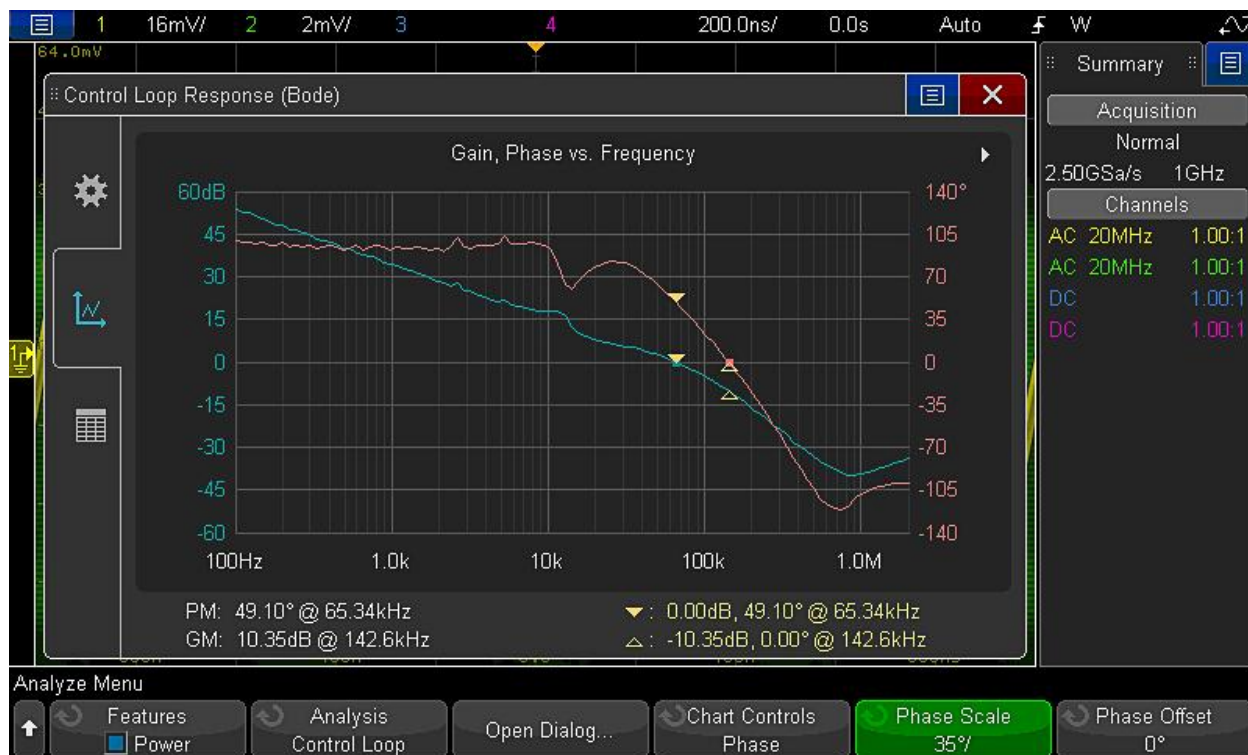 1 16mV/ 2 2mV/ 3 4 200.0ns/ 0.0s Auto W
64.0mV
Control Loop Response (Bode)
Gain, Phase vs. Frequency
60dB 140°
45 105
30 70
15 35
0 0
-15 -35
-30 -70
-45 -105
-60 -140
100Hz 1.0k 10k 100k 1.0M
PM: 49.10° @ 65.34kHz
GM: 10.35dB @ 142.6kHz
: 0.00dB, 49.10° @ 65.34kHz
: -10.35dB, 0.00° @ 142.6kHz
Summary
Acquisition
Normal
2.50GSa/s 1GHz
Channels
AC 20MHz 1.00:1
AC 20MHz 1.00:1
DC 1.00:1
DC 1.00:1
Analyze Menu
Features
Power
Analysis
Control Loop
Open Dialog...
Chart Controls
Phase
Phase Scale
35°/
Phase Offset
0°